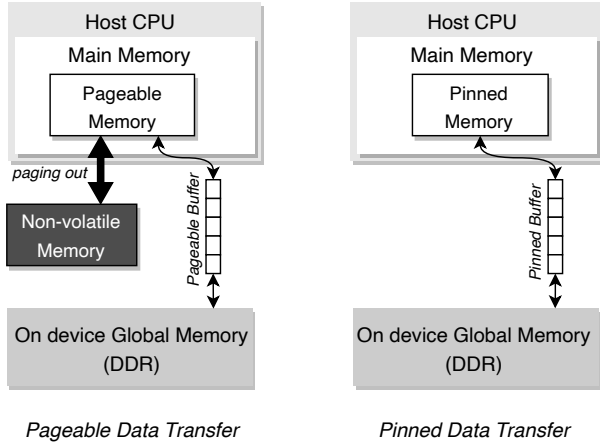 Host CPU
Main Memory
Pageable
Memory
paging out
Non-volatile
Memory
Pageable Buffer
On device Global Memory
(DDR)
Pageable Data Transfer
Host CPU
Main Memory
Pinned
Memory
Pinned Buffer
On device Global Memory
(DDR)
Pinned Data Transfer